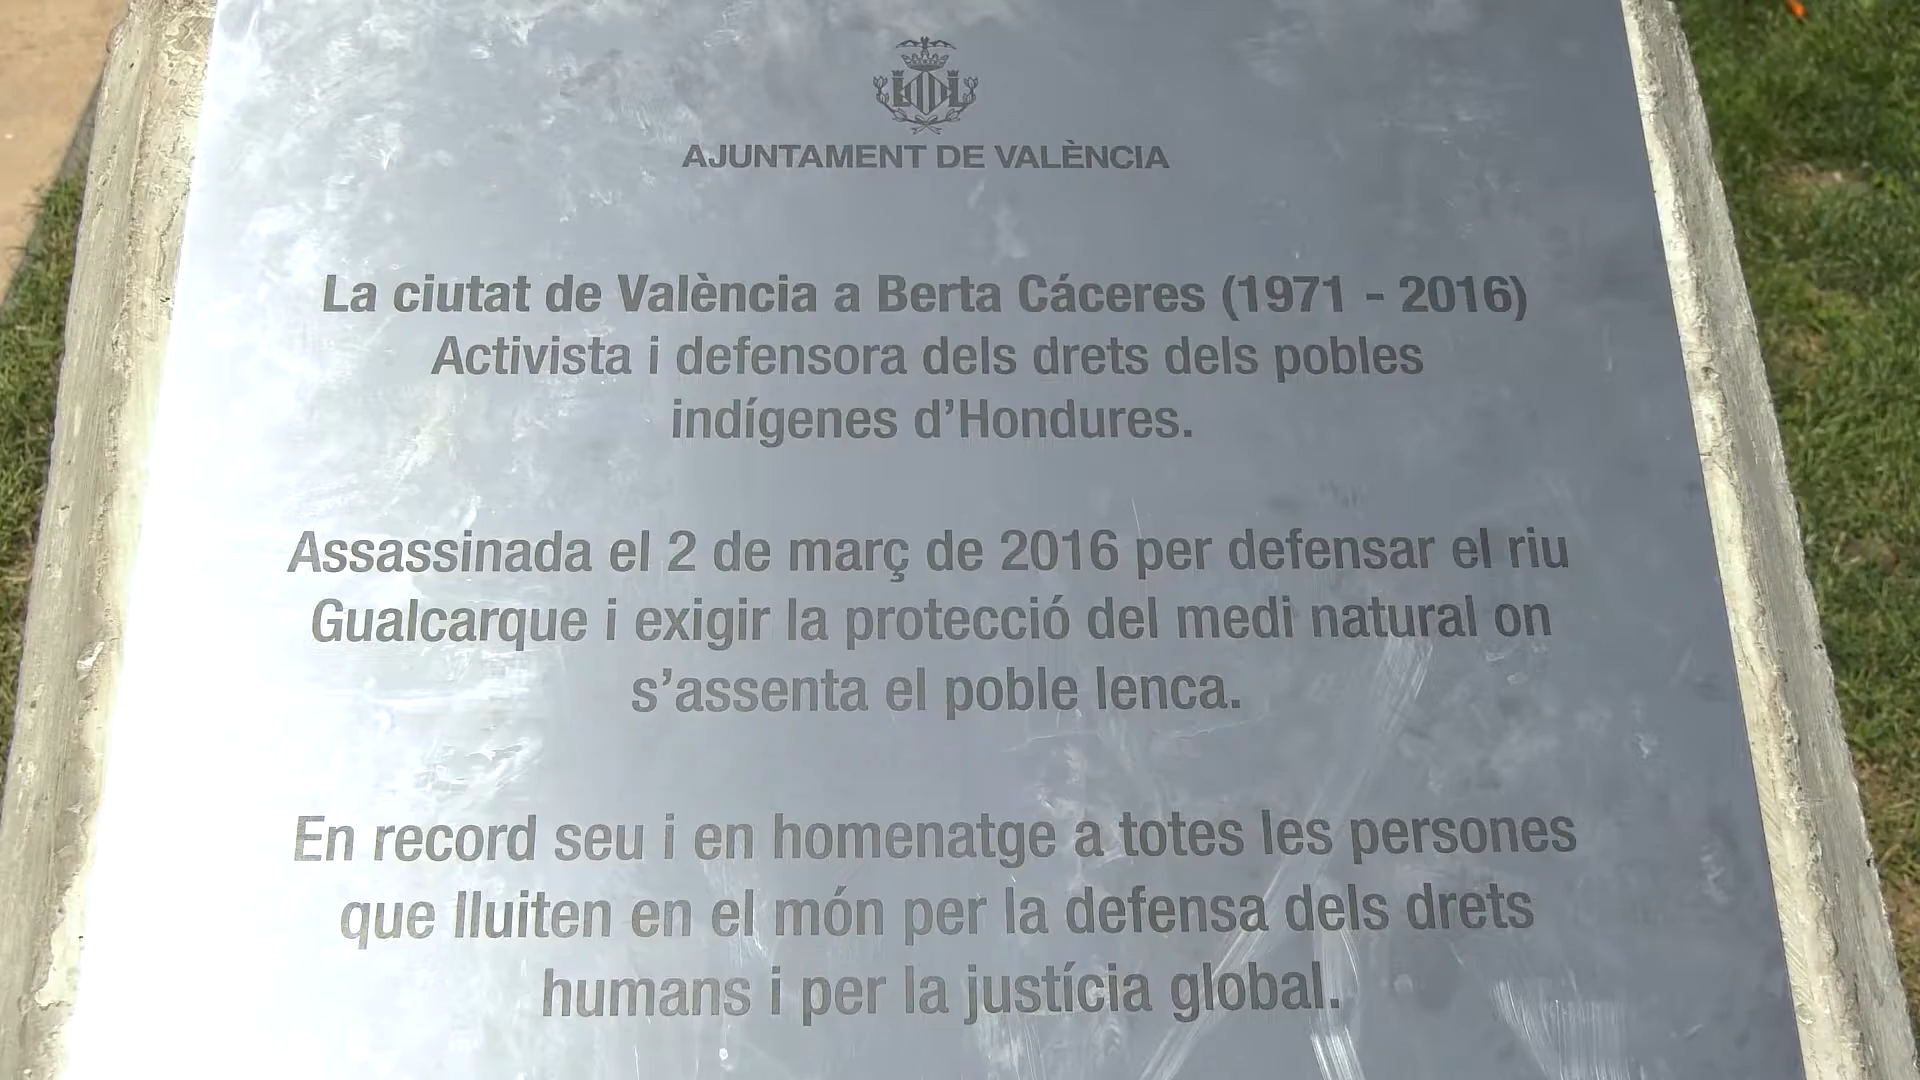 AJUNTAMENT DE VALÈNCIA
La ciutat de València a Berta Cáceres (1971 - 2016)
Activista i defensora dels drets dels pobles
indígenes d’Hondures.
Assassinada el 2 de març de 2016 per defensar el riu
Gualcarque i exigir la protecció del medi natural on
s’assenta el poble lenca.
En record seu i en homenatge a totes les persones
que lluiten en el món per la defensa dels drets
humans i per la justícia global.